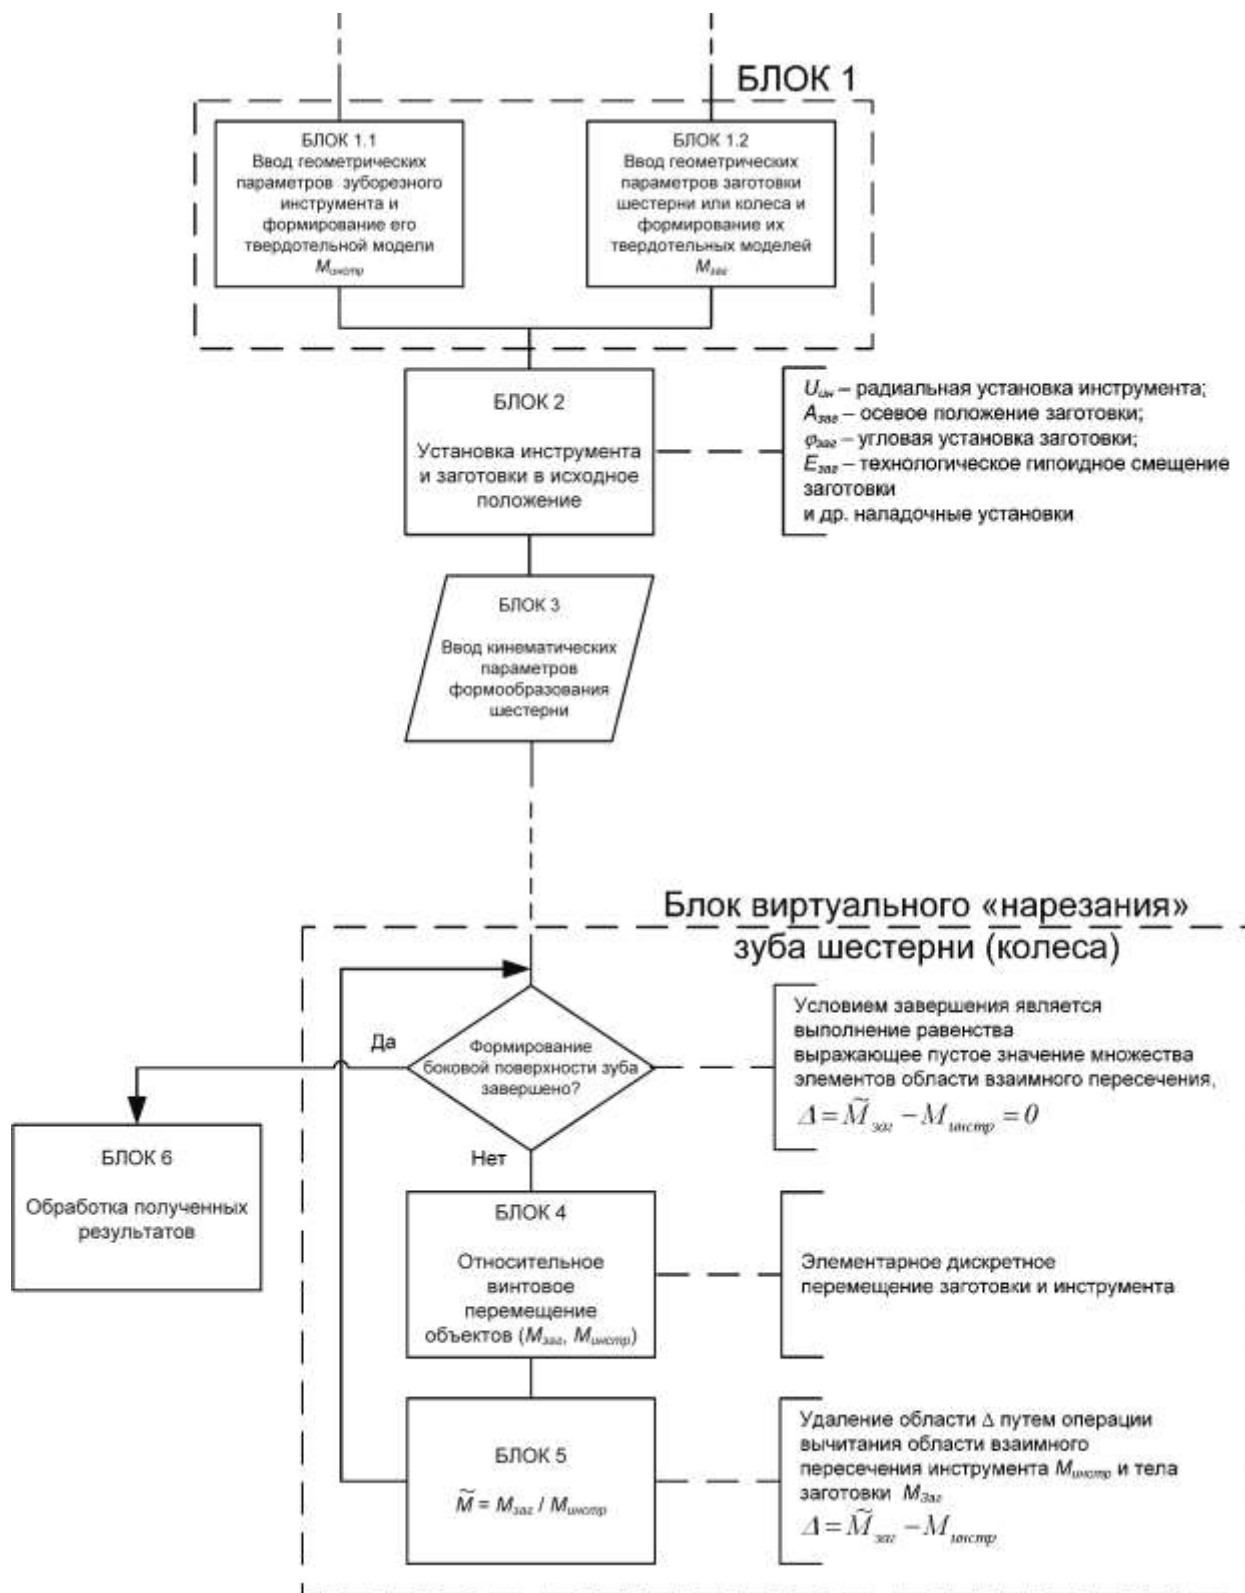 БЛОК 1
БЛОК 1.1
Ввод геометрических
параметров зуборезного
инструмента и
формирование его
твердотельной модели
Mинстр
БЛОК 1.2
Ввод геометрических
параметров заготовки
шестерни или колеса и
формирование их
твердотельных моделей
Mзаг
БЛОК 2
Установка инструмента
и заготовки в исходное
положение
Uин – радиальная установка инструмента;
Aзаг – осевое положение заготовки;
φзаг – угловая установка заготовки;
Eзаг – технологическое гипоидное смещение
заготовки
и др. наладочные установки
БЛОК 3
Ввод кинематических
параметров
формообразования
шестерни
Блок виртуального «нарезания»
зуба шестерни (колеса)
Да
Формирование
боковой поверхности зуба
завершено?
Условием завершения является
выполнение равенства
выражающее пустое значение множества
элементов области взаимного пересечения,
Δ = M̃заг − Mинстр = 0
Нет
БЛОК 6
Обработка полученных
результатов
БЛОК 4
Относительное
винтовое
перемещение
объектов (Mзаг, Mинстр)
Элементарное дискретное
перемещение заготовки и инструмента
БЛОК 5
M̃ = Mзаг / Mинстр
Удаление области Δ путем операции
вычитания области взаимного
пересечения инструмента Mинстр и тела
заготовки MЗаг
Δ = M̃заг − Mинстр